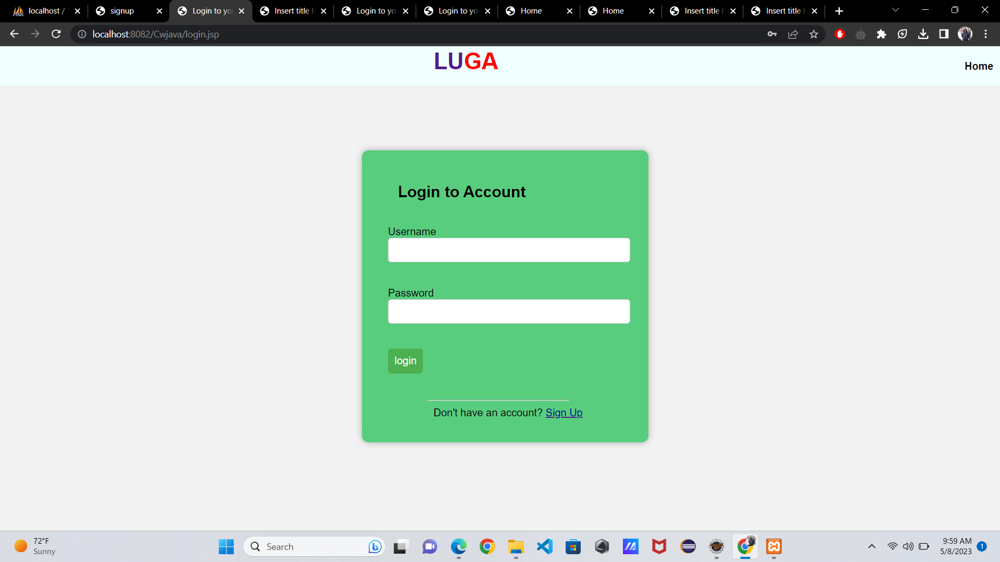 localhost /
signup
Login to yo
Insert title h
Login to yo
Login to yo
Home
Home
Insert title h
Insert title h
localhost:8082/Cwjava/login.jsp
LUGA
Home
Login to Account
Username
Password
login
Don't have an account? Sign Up
72°F
Sunny
Search
9:59 AM
5/8/2023
1